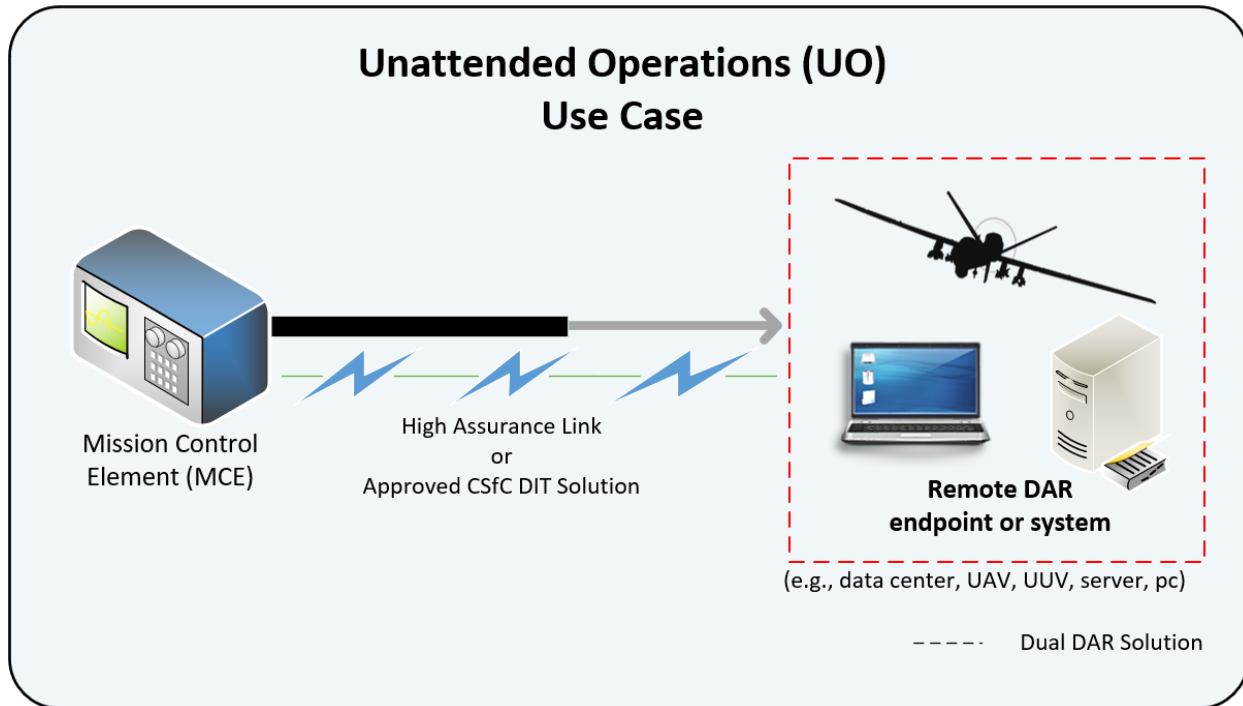 Unattended Operations (UO)
Use Case
Mission Control
Element (MCE)
High Assurance Link
or
Approved CSfC DIT Solution
Remote DAR
endpoint or system
(e.g., data center, UAV, UUV, server, pc)
Dual DAR Solution